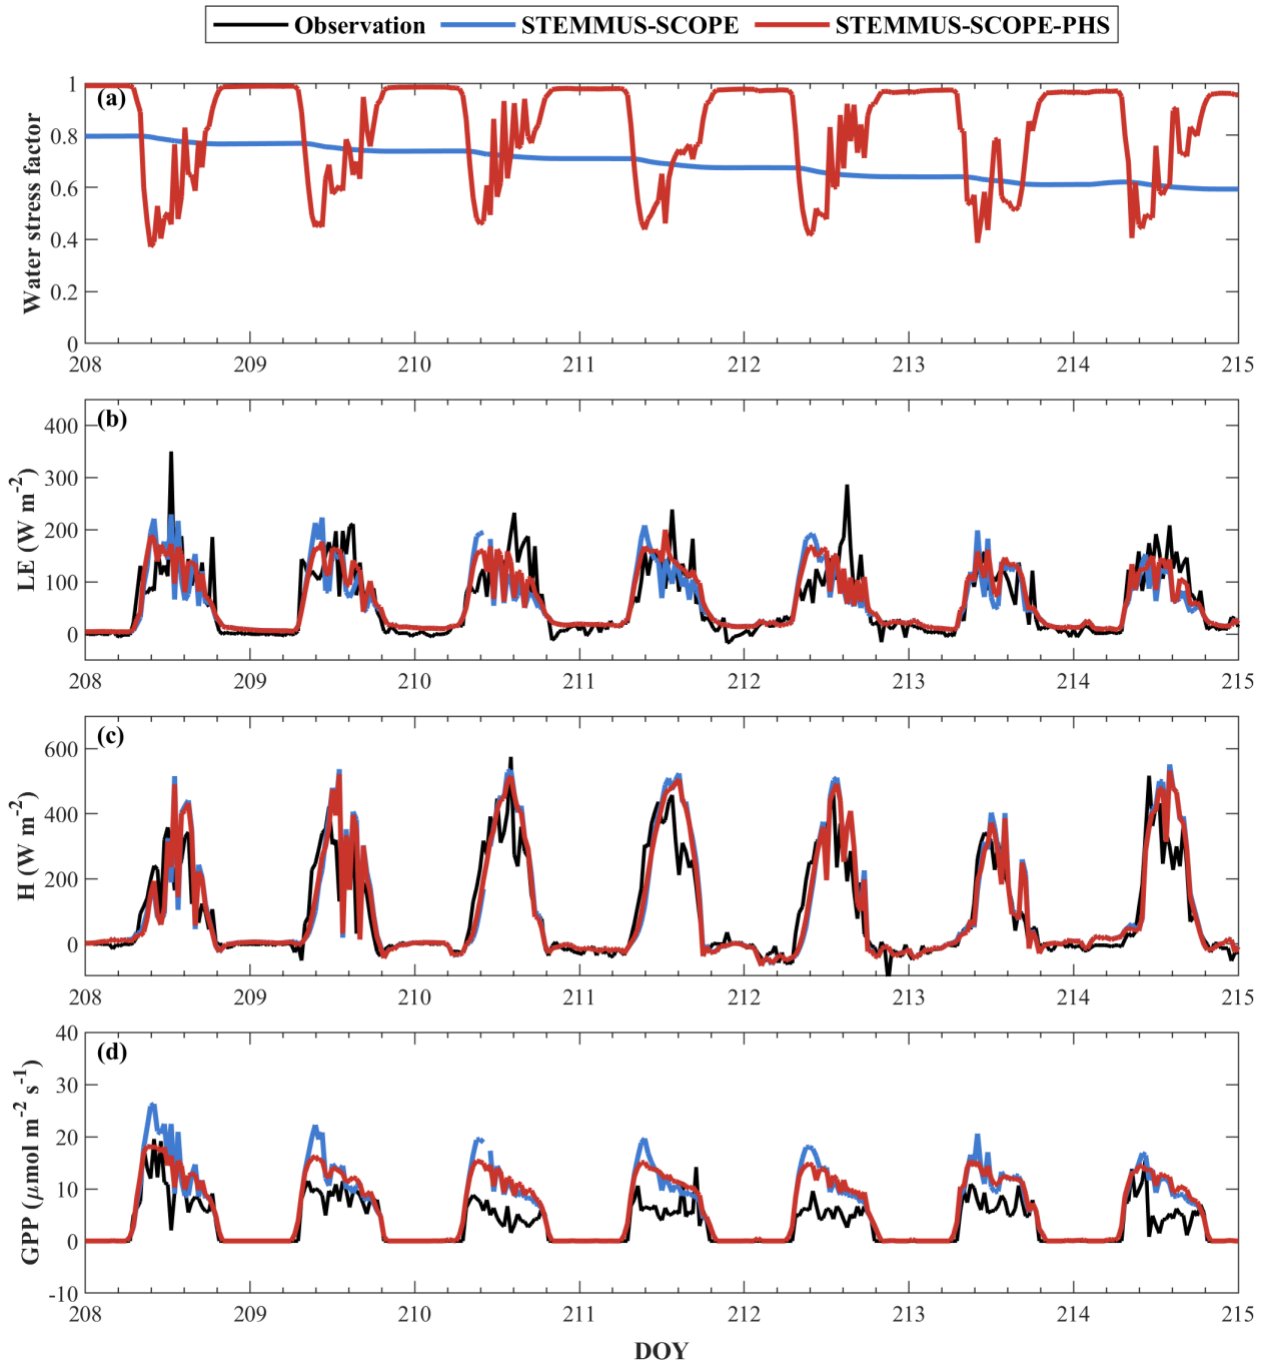 Observation STEMMUS-SCOPE STEMMUS-SCOPE-PHS
(a)
Water stress factor
1
0.8
0.6
0.4
0.2
0
208 209 210 211 212 213 214 215
(b)
LE (W m-2)
400
300
200
100
0
208 209 210 211 212 213 214 215
(c)
H (W m-2)
600
400
200
0
208 209 210 211 212 213 214 215
(d)
GPP (μmol m-2 s-1)
40
30
20
10
0
-10
208 209 210 211 212 213 214 215
DOY